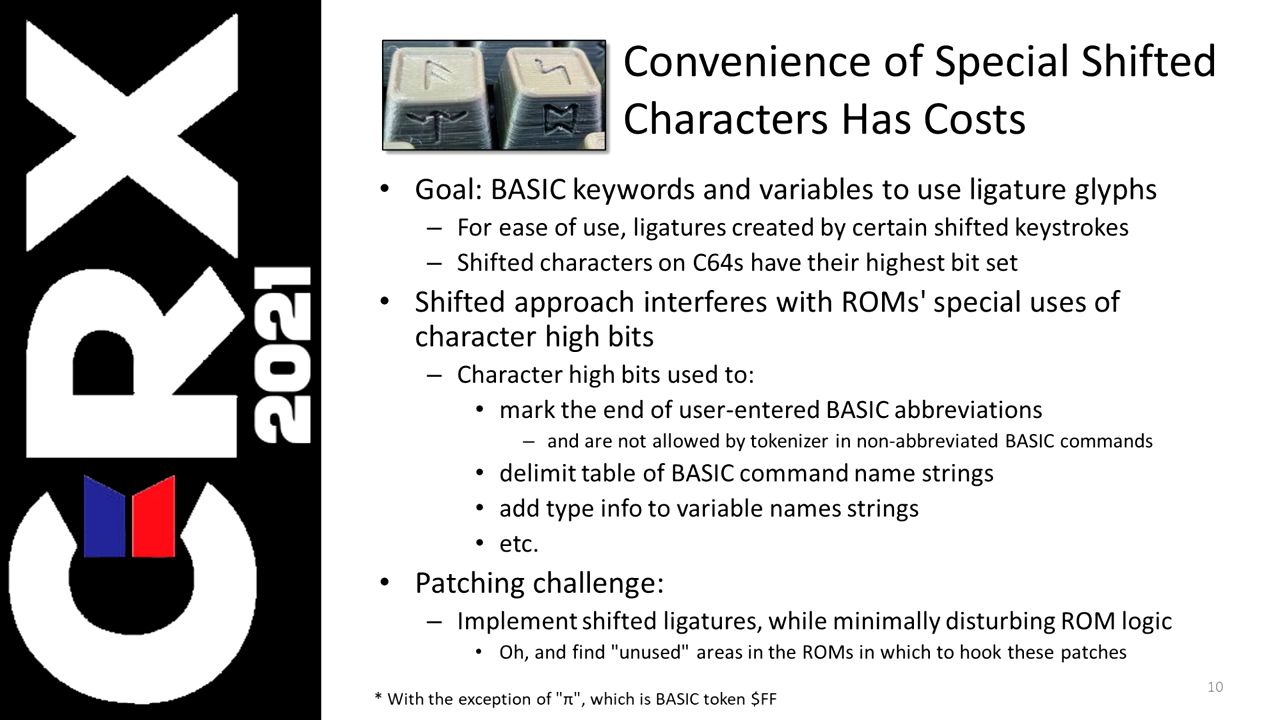 CRX
2021
Convenience of Special Shifted
Characters Has Costs
• Goal: BASIC keywords and variables to use ligature glyphs
– For ease of use, ligatures created by certain shifted keystrokes
– Shifted characters on C64s have their highest bit set
• Shifted approach interferes with ROMs' special uses of
character high bits
– Character high bits used to:
• mark the end of user-entered BASIC abbreviations
– and are not allowed by tokenizer in non-abbreviated BASIC commands
• delimit table of BASIC command name strings
• add type info to variable names strings
• etc.
• Patching challenge:
– Implement shifted ligatures, while minimally disturbing ROM logic
• Oh, and find "unused" areas in the ROMs in which to hook these patches
* With the exception of "π", which is BASIC token $FF
10